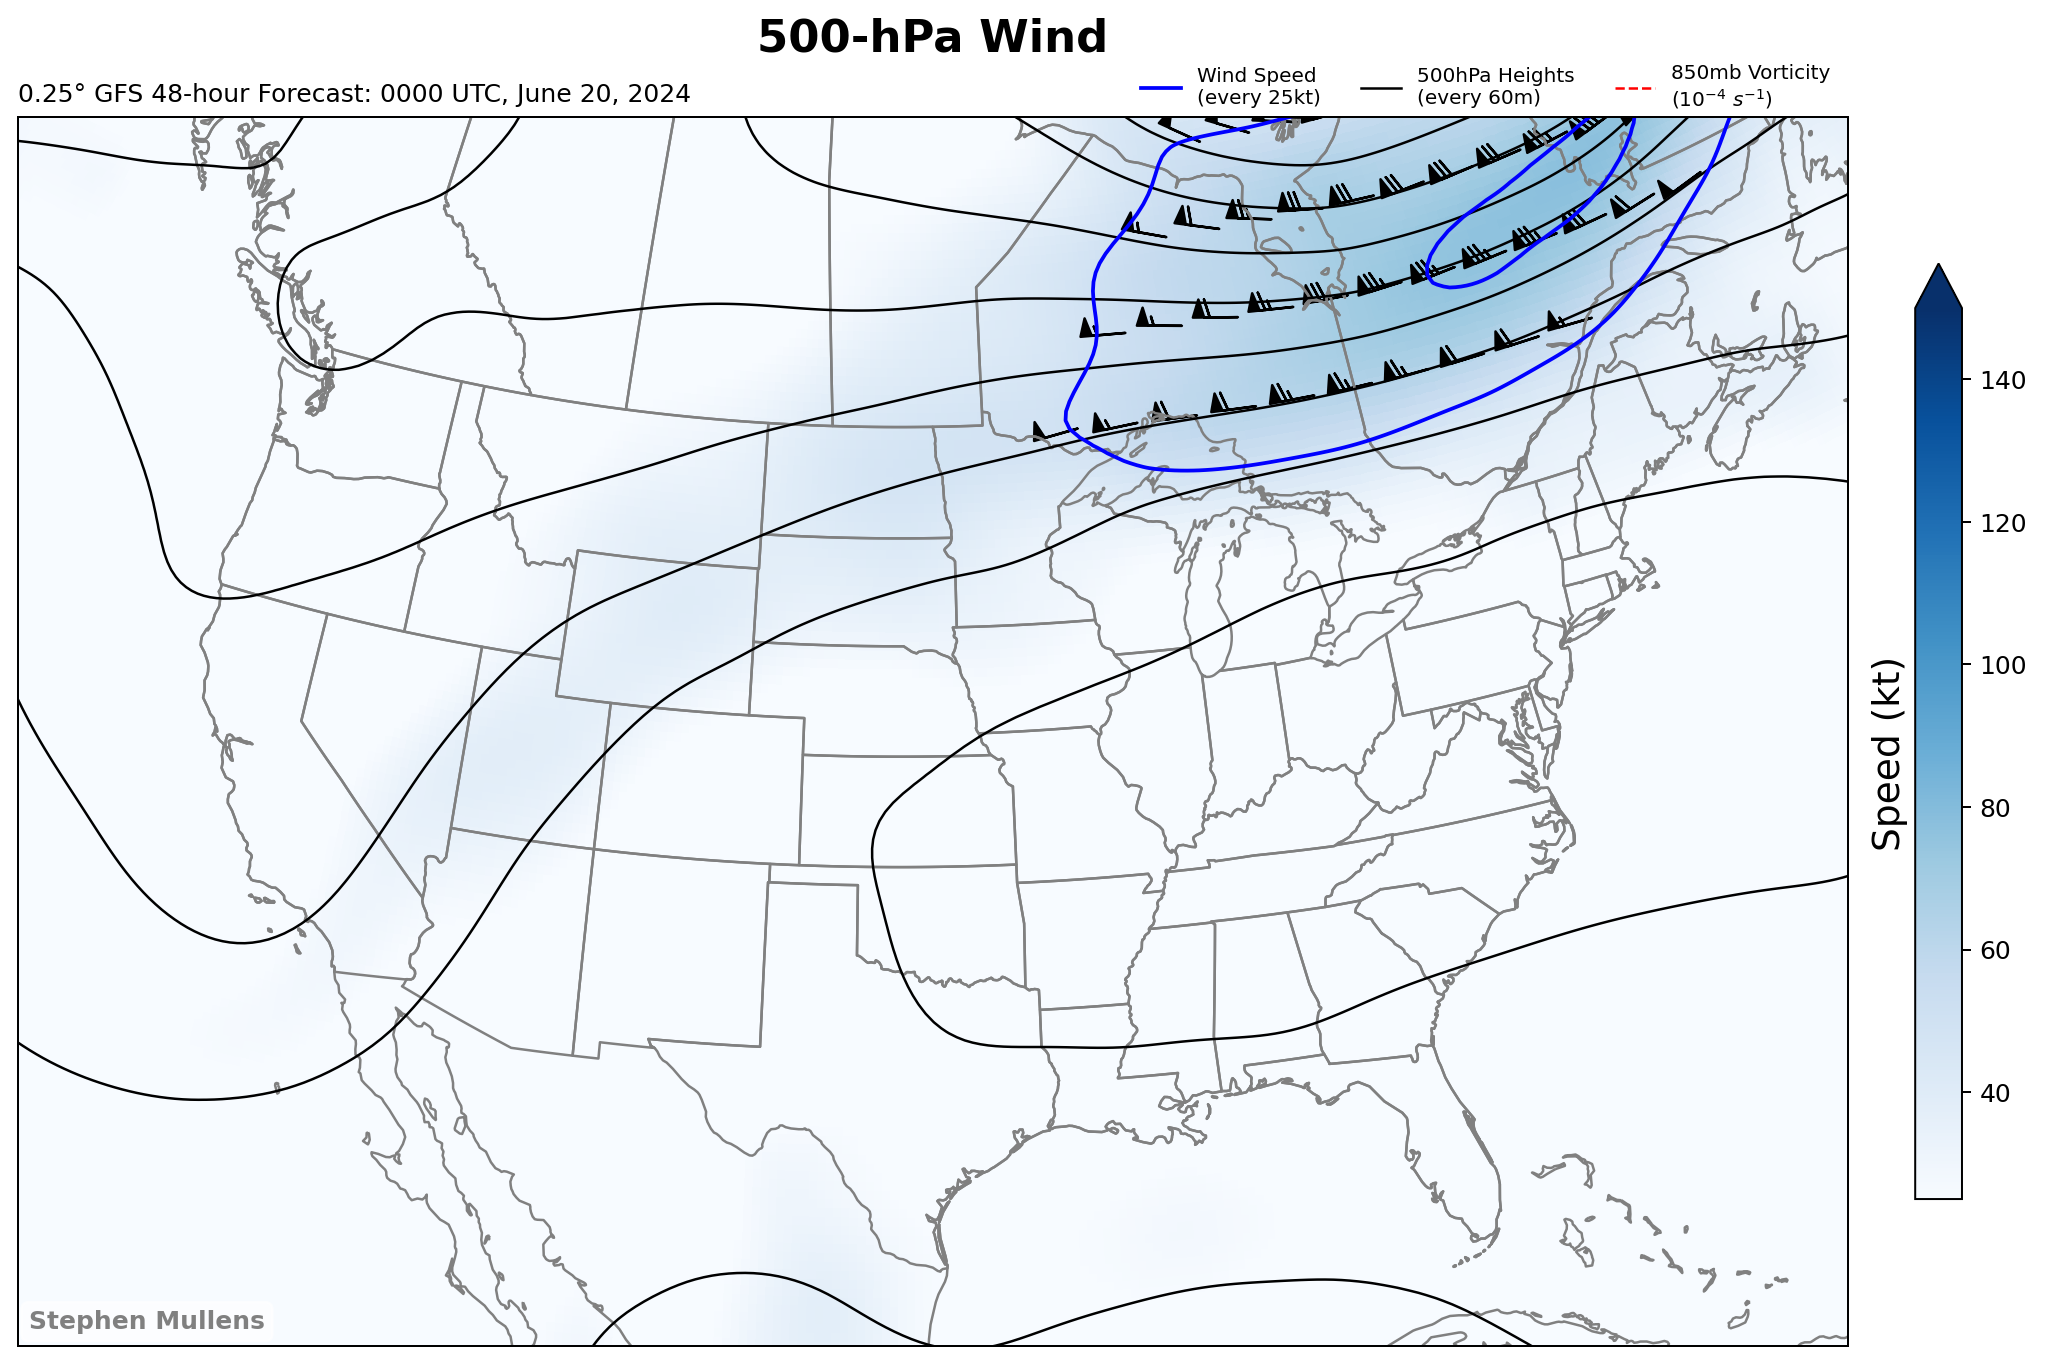 500-hPa Wind
0.25° GFS 48-hour Forecast: 0000 UTC, June 20, 2024
Wind Speed
(every 25kt)
500hPa Heights
(every 60m)
850mb Vorticity
(10⁻⁴ s⁻¹)
140
120
100
80
60
40
Speed (kt)
Stephen Mullens